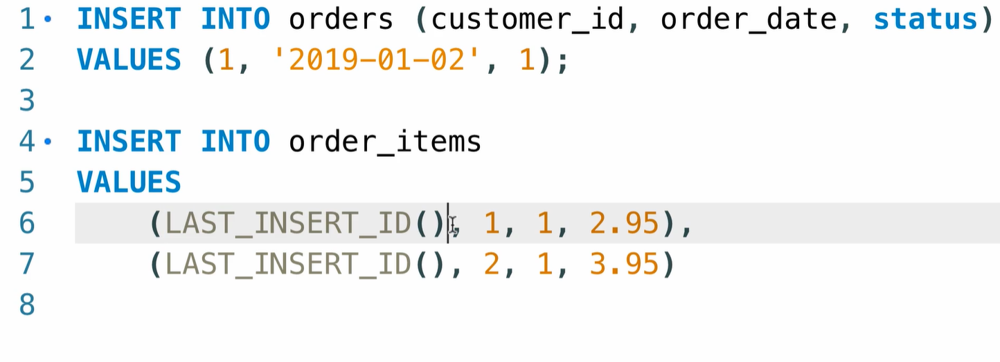 1 INSERT INTO orders (customer_id, order_date, status)
2 VALUES (1, '2019-01-02', 1);
3
4 INSERT INTO order_items
5 VALUES
6 (LAST_INSERT_ID(), 1, 1, 2.95),
7 (LAST_INSERT_ID(), 2, 1, 3.95)
8